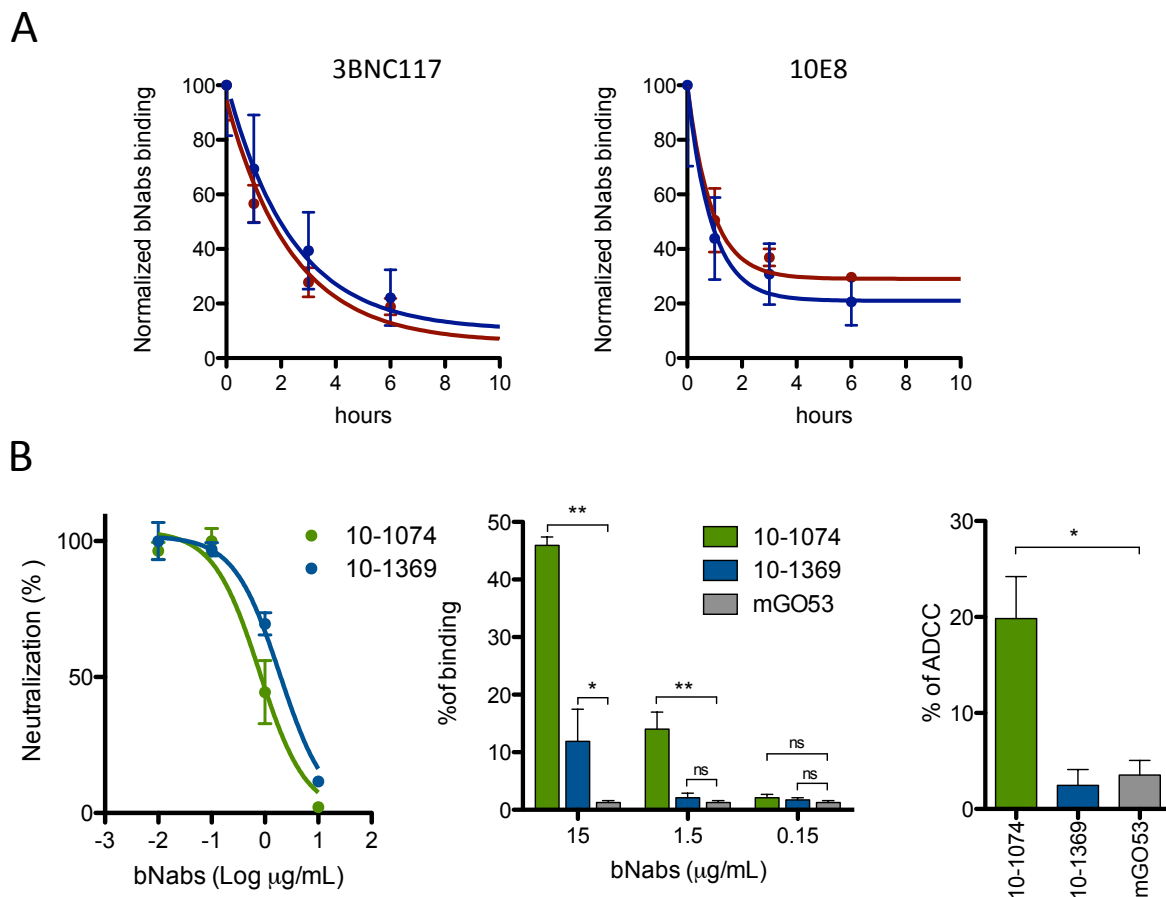 A
3BNC117
Normalized bNabs binding
100
80
60
40
20
0
0 2 4 6 8 10
hours
10E8
Normalized bNabs binding
100
80
60
40
20
0
0 2 4 6 8 10
hours
B
Neutralization (% )
100
50
0
-3 -2 -1 0 1 2
bNabs (Log μg/mL)
10-1074
10-1369
%of binding
50
40
30
20
10
0
** * ** ns ns ns
10-1074
10-1369
mGO53
15 1.5 0.15
bNabs (μg/mL)
% of ADCC
30
20
10
0
*
10-1074
10-1369
mGO53